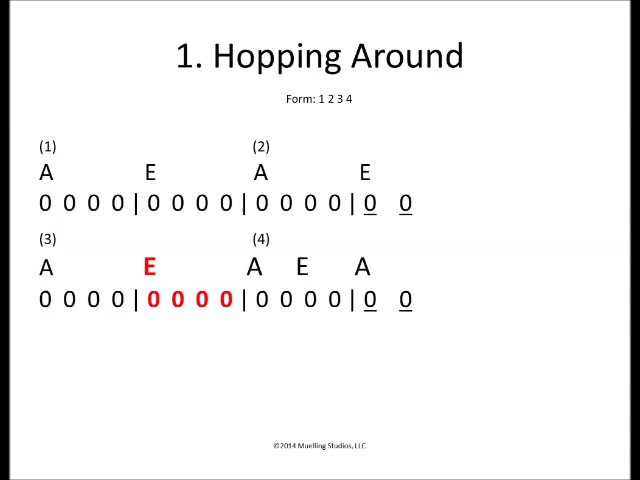 1. Hopping Around
Form: 1 2 3 4
(1) (2)
A E A E
0 0 0 0 | 0 0 0 0 | 0 0 0 0 | 0 0
(3) (4)
A E A E A
0 0 0 0 | 0 0 0 0 | 0 0 0 0 | 0 0
©2014 Muelling Studios, LLC